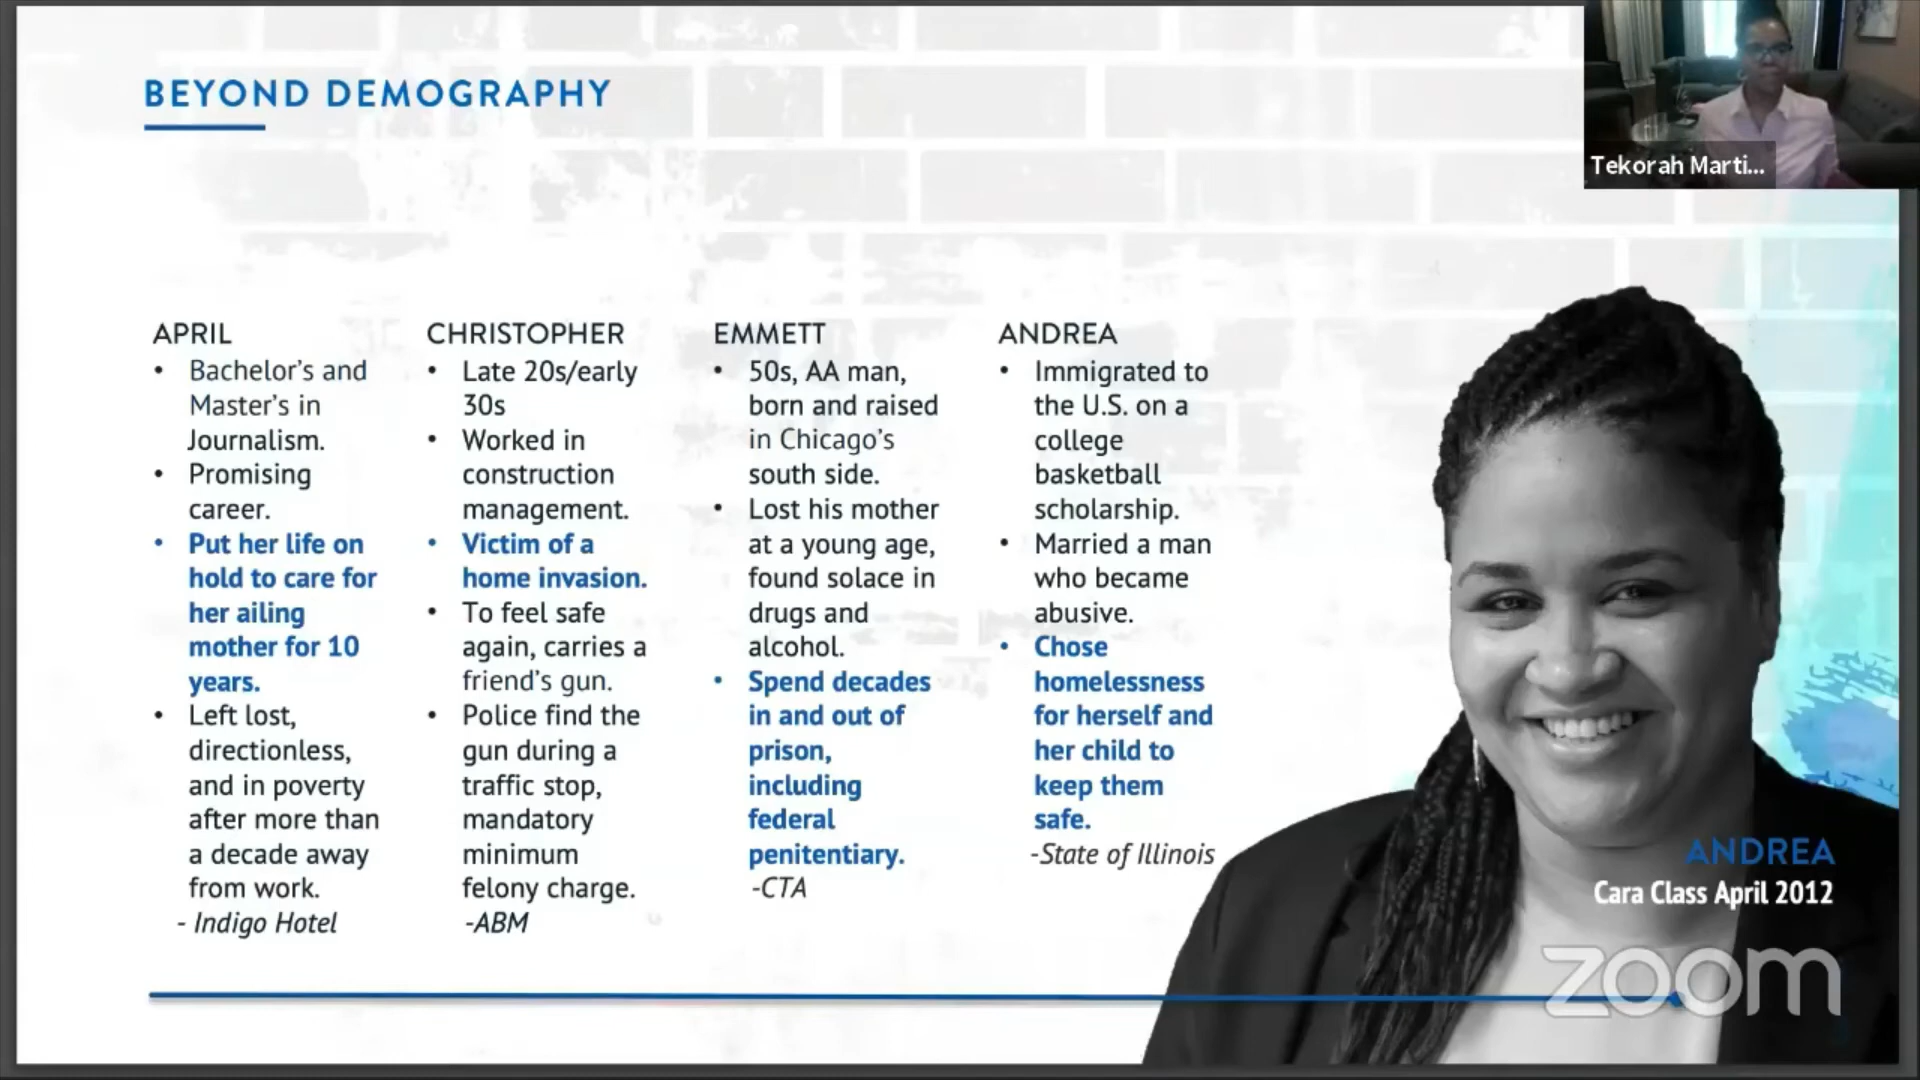 BEYOND DEMOGRAPHY
Tekorah Marti...
APRIL
• Bachelor's and
Master's in
Journalism.
• Promising
career.
• Put her life on
hold to care for
her ailing
mother for 10
years.
• Left lost,
directionless,
and in poverty
after more than
a decade away
from work.
- Indigo Hotel
CHRISTOPHER
• Late 20s/early
30s
• Worked in
construction
management.
• Victim of a
home invasion.
• To feel safe
again, carries a
friend's gun.
• Police find the
gun during a
traffic stop,
mandatory
minimum
felony charge.
-ABM
EMMETT
• 50s, AA man,
born and raised
in Chicago's
south side.
• Lost his mother
at a young age,
found solace in
drugs and
alcohol.
• Spend decades
in and out of
prison,
including
federal
penitentiary.
-CTA
ANDREA
• Immigrated to
the U.S. on a
college
basketball
scholarship.
• Married a man
who became
abusive.
• Chose
homelessness
for herself and
her child to
keep them
safe.
-State of Illinois
ANDREA
Cara Class April 2012
zoom